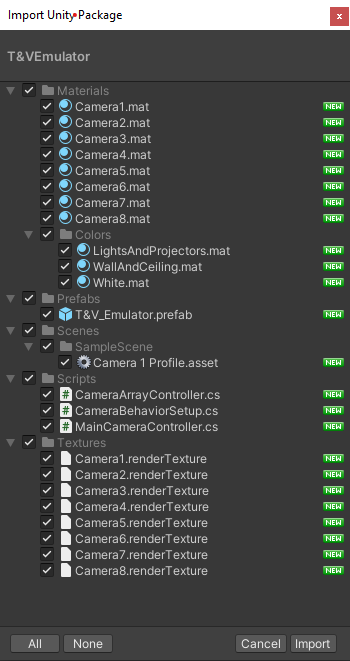 Import Unity Package
x
T&VEmulator
Materials
Camera1.mat NEW
Camera2.mat NEW
Camera3.mat NEW
Camera4.mat NEW
Camera5.mat NEW
Camera6.mat NEW
Camera7.mat NEW
Camera8.mat NEW
Colors
LightsAndProjectors.mat NEW
WallAndCeiling.mat NEW
White.mat NEW
Prefabs
T&V_Emulator.prefab NEW
Scenes
SampleScene
Camera 1 Profile.asset NEW
Scripts
# CameraArrayController.cs NEW
# CameraBehaviorSetup.cs NEW
# MainCameraController.cs NEW
Textures
Camera1.renderTexture NEW
Camera2.renderTexture NEW
Camera3.renderTexture NEW
Camera4.renderTexture NEW
Camera5.renderTexture NEW
Camera6.renderTexture NEW
Camera7.renderTexture NEW
Camera8.renderTexture NEW
All None Cancel Import